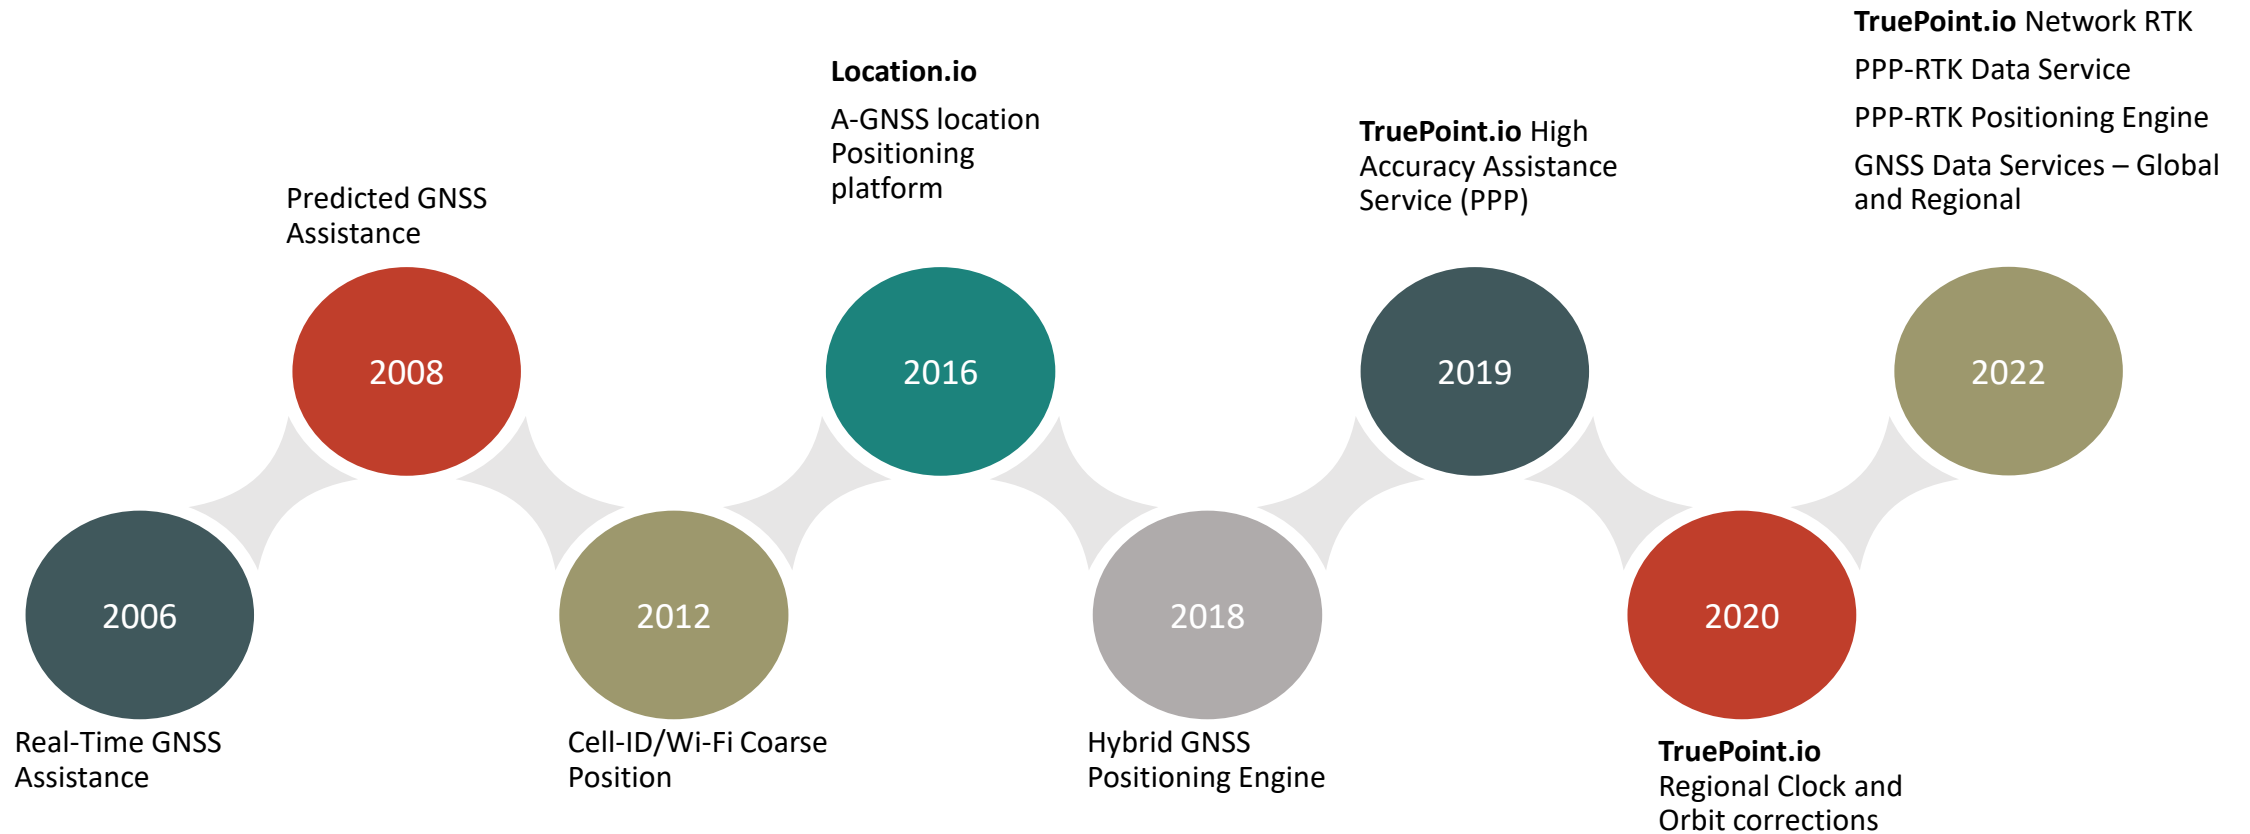 Real-Time GNSS
Assistance
2006
Predicted GNSS
Assistance
2008
2012
Cell-ID/Wi-Fi Coarse
Position
Location.io
A-GNSS location
Positioning
platform
2016
2018
Hybrid GNSS
Positioning Engine
TruePoint.io High
Accuracy Assistance
Service (PPP)
2019
2020
TruePoint.io
Regional Clock and
Orbit corrections
TruePoint.io Network RTK
PPP-RTK Data Service
PPP-RTK Positioning Engine
GNSS Data Services – Global
and Regional
2022